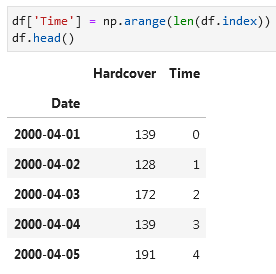 df['Time'] = np.arange(len(df.index))
df.head()
Hardcover Time
Date
2000-04-01 139 0
2000-04-02 128 1
2000-04-03 172 2
2000-04-04 139 3
2000-04-05 191 4